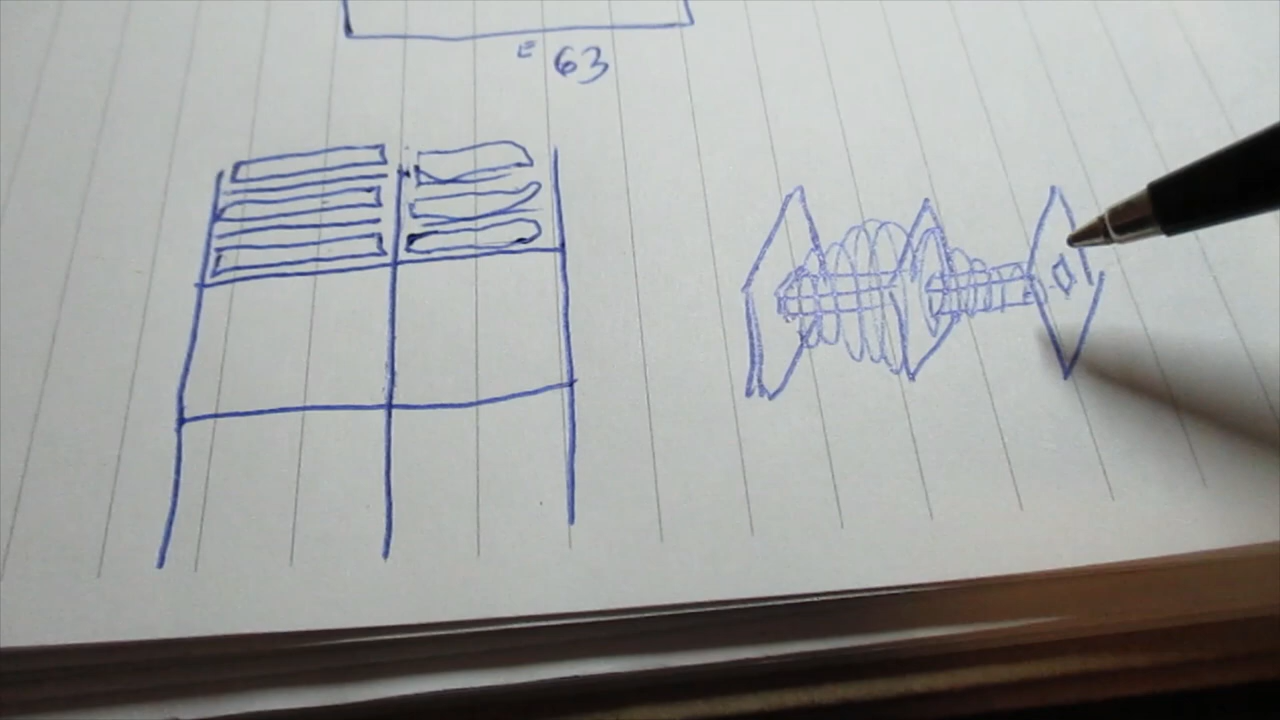 = 63